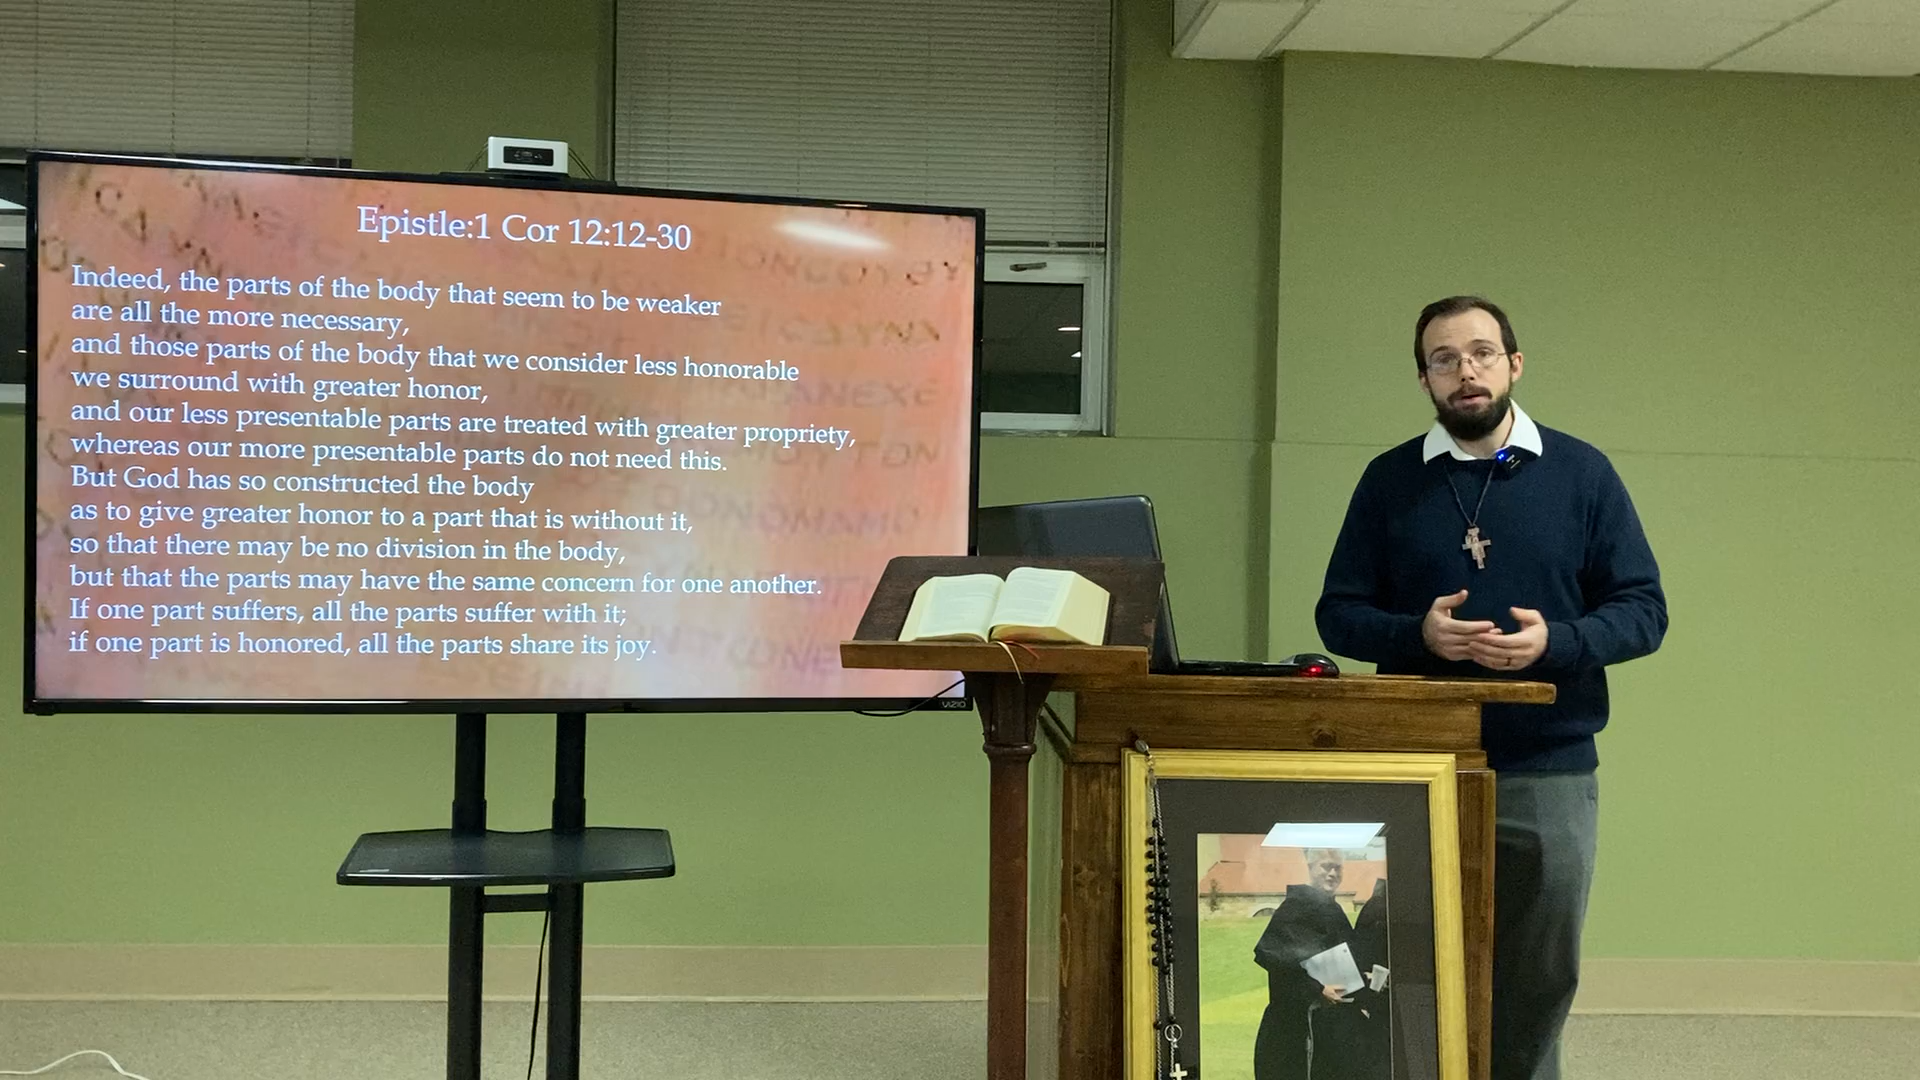 Epistle:1 Cor 12:12-30
Indeed, the parts of the body that seem to be weaker
are all the more necessary,
and those parts of the body that we consider less honorable
we surround with greater honor,
and our less presentable parts are treated with greater propriety,
whereas our more presentable parts do not need this.
But God has so constructed the body
as to give greater honor to a part that is without it,
so that there may be no division in the body,
but that the parts may have the same concern for one another.
If one part suffers, all the parts suffer with it;
if one part is honored, all the parts share its joy.
VIZIO